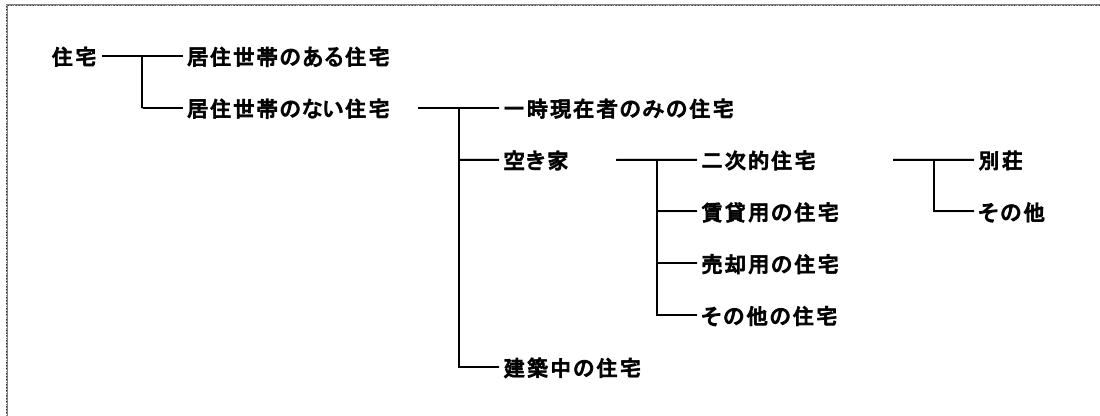 住宅 居住世帯のある住宅
居住世帯のない住宅 一時現在者のみの住宅
空き家 二次的住宅 別荘
賃貸用の住宅 その他
売却用の住宅
その他の住宅
建築中の住宅